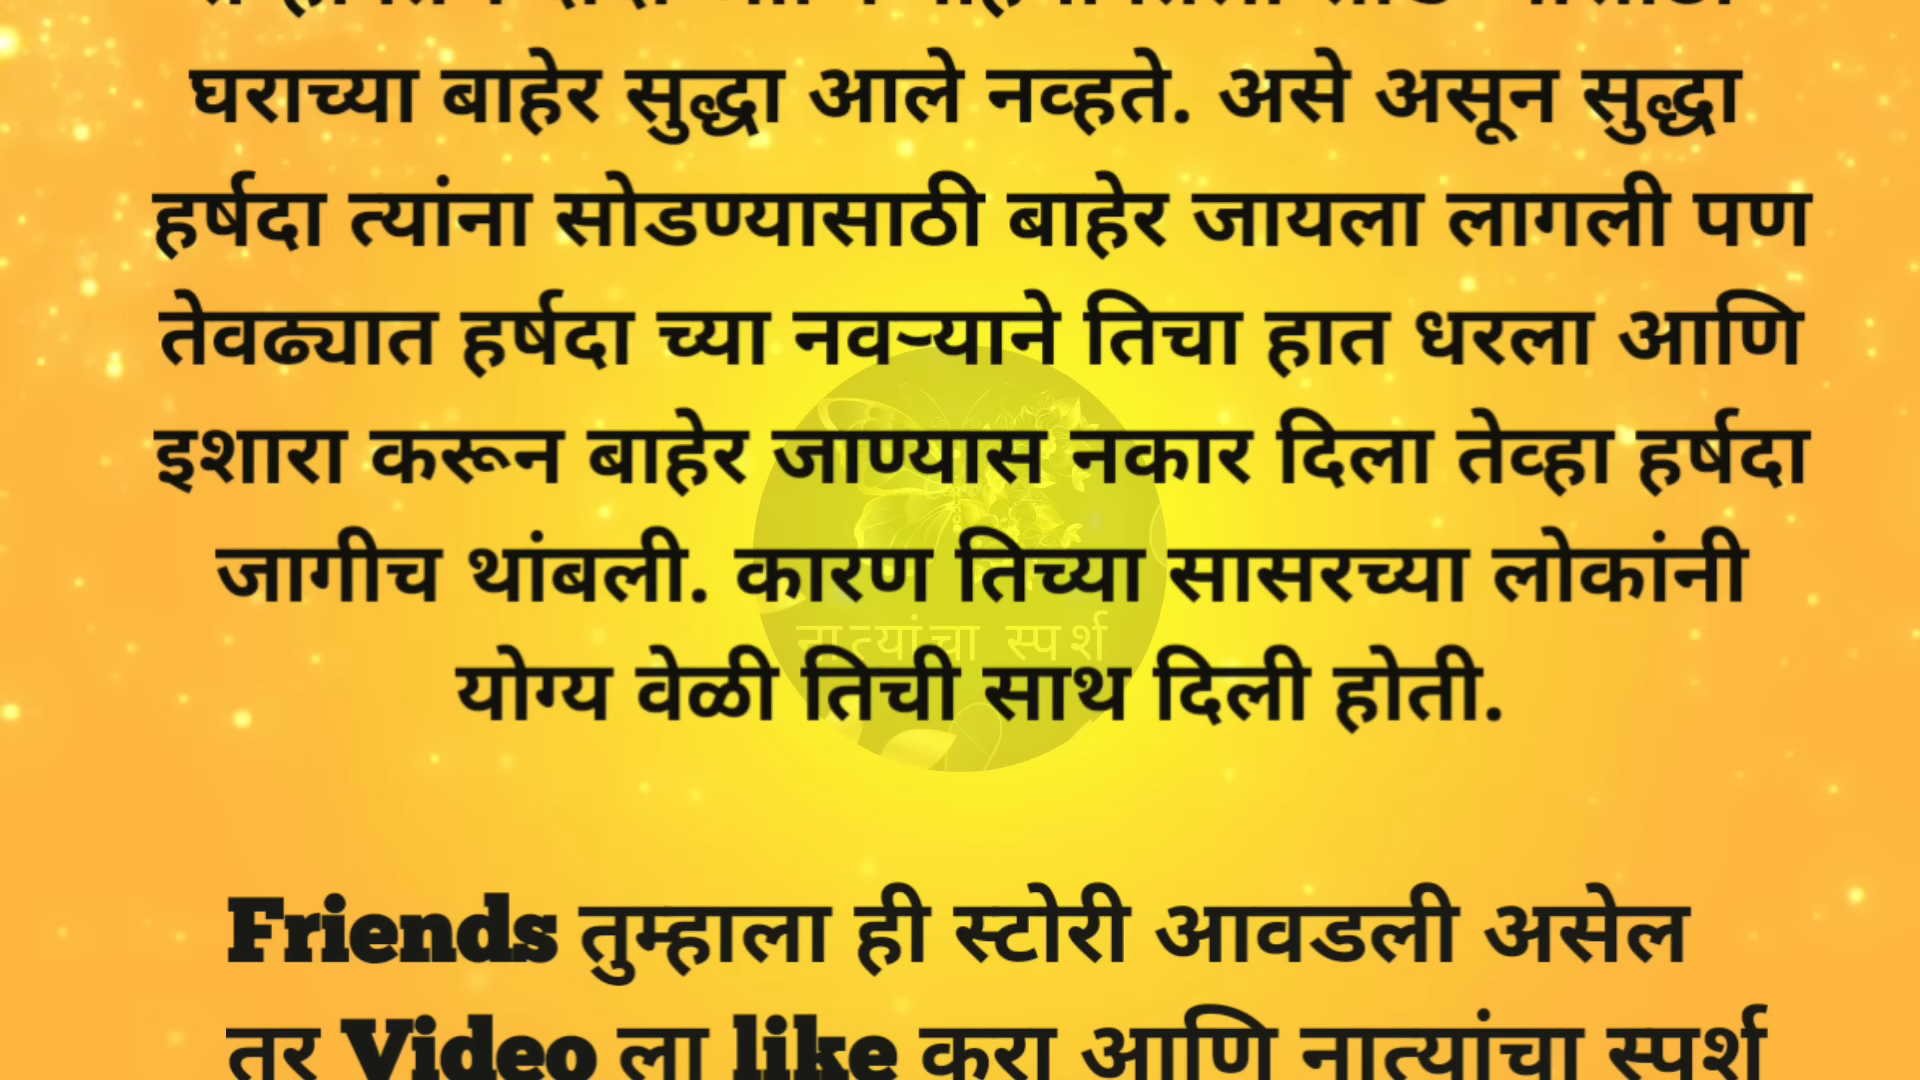 घराच्या बाहेर सुद्धा आले नव्हते. असे असून सुद्धा
हर्षदा त्यांना सोडण्यासाठी बाहेर जायला लागली पण
तेवढ्यात हर्षदा च्या नवऱ्याने तिचा हात धरला आणि
इशारा करून बाहेर जाण्यास नकार दिला तेव्हा हर्षदा
जागीच थांबली. कारण तिच्या सासरच्या लोकांनी
नात्यांचा स्पर्श
योग्य वेळी तिची साथ दिली होती.
Friends तुम्हाला ही स्टोरी आवडली असेल
तर Video ला like करा आणि नात्यांचा स्पर्श